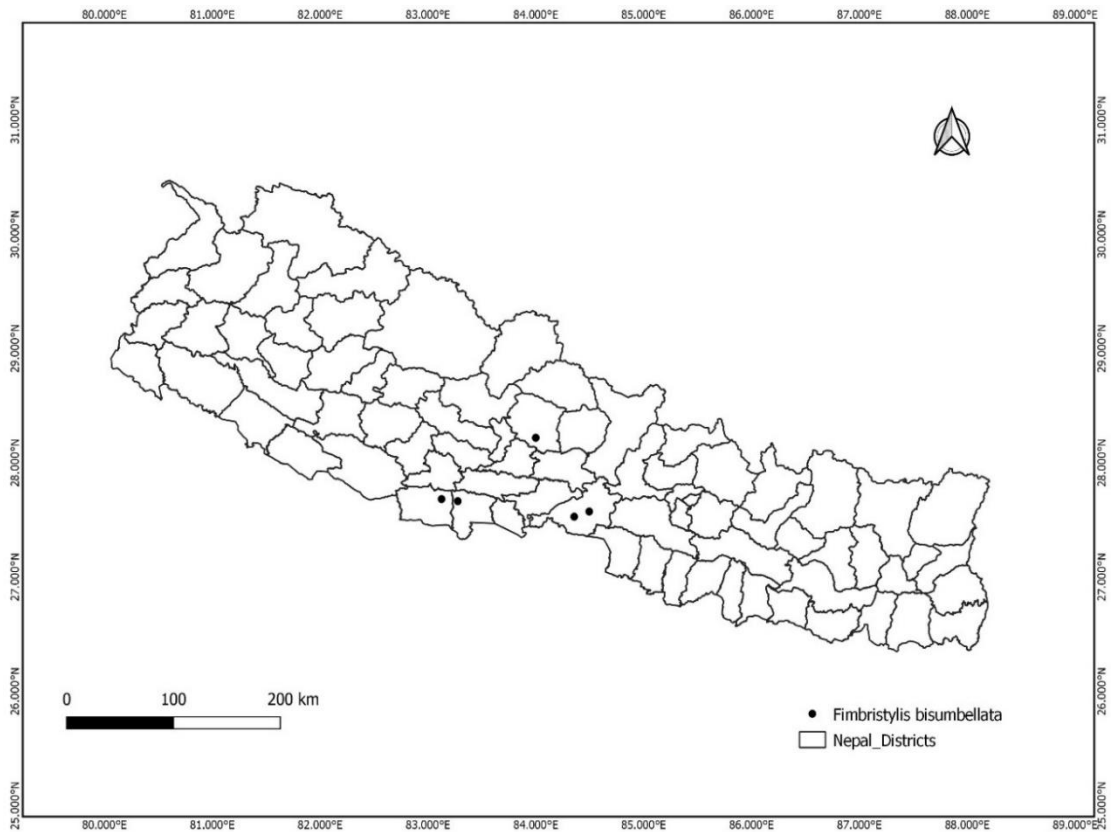 80.000°E 81.000°E 82.000°E 83.000°E 84.000°E 85.000°E 86.000°E 87.000°E 88.000°E 89.000°E
31.000°N
30.000°N
29.000°N
28.000°N
27.000°N
26.000°N
25.000°N
31.000°N
30.000°N
29.000°N
28.000°N
27.000°N
26.000°N
25.000°N
0 100 200 km
Fimbristylis bisumbellata
Nepal_Districts
80.000°E 81.000°E 82.000°E 83.000°E 84.000°E 85.000°E 86.000°E 87.000°E 88.000°E 89.000°E